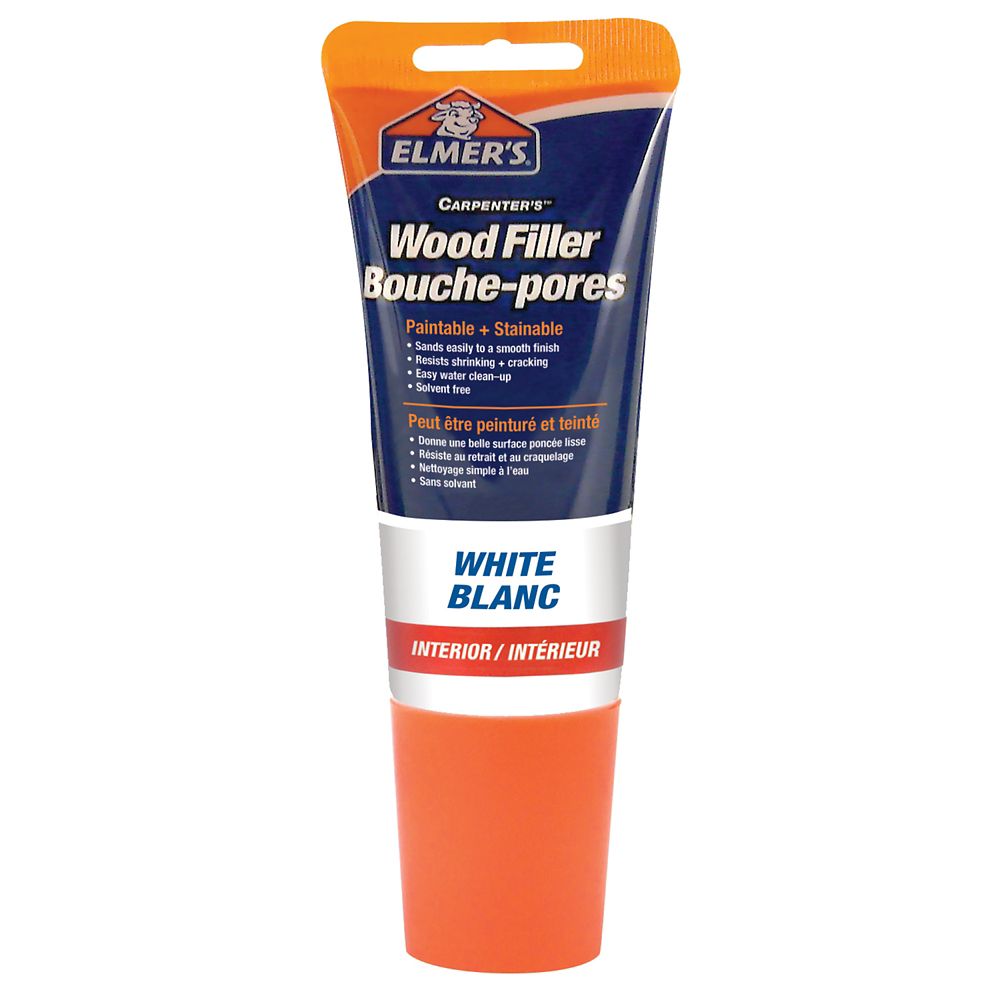 ELMER'S
CARPENTER'S™
Wood Filler
Bouche-pores
Paintable + Stainable
• Sands easily to a smooth finish
• Resists shrinking + cracking
• Easy water clean–up
• Solvent free
Peut être peinturé et teinté
• Donne une belle surface poncée lisse
• Résiste au retrait et au craquelage
• Nettoyage simple à l'eau
• Sans solvant
WHITE
BLANC
INTERIOR / INTÉRIEUR